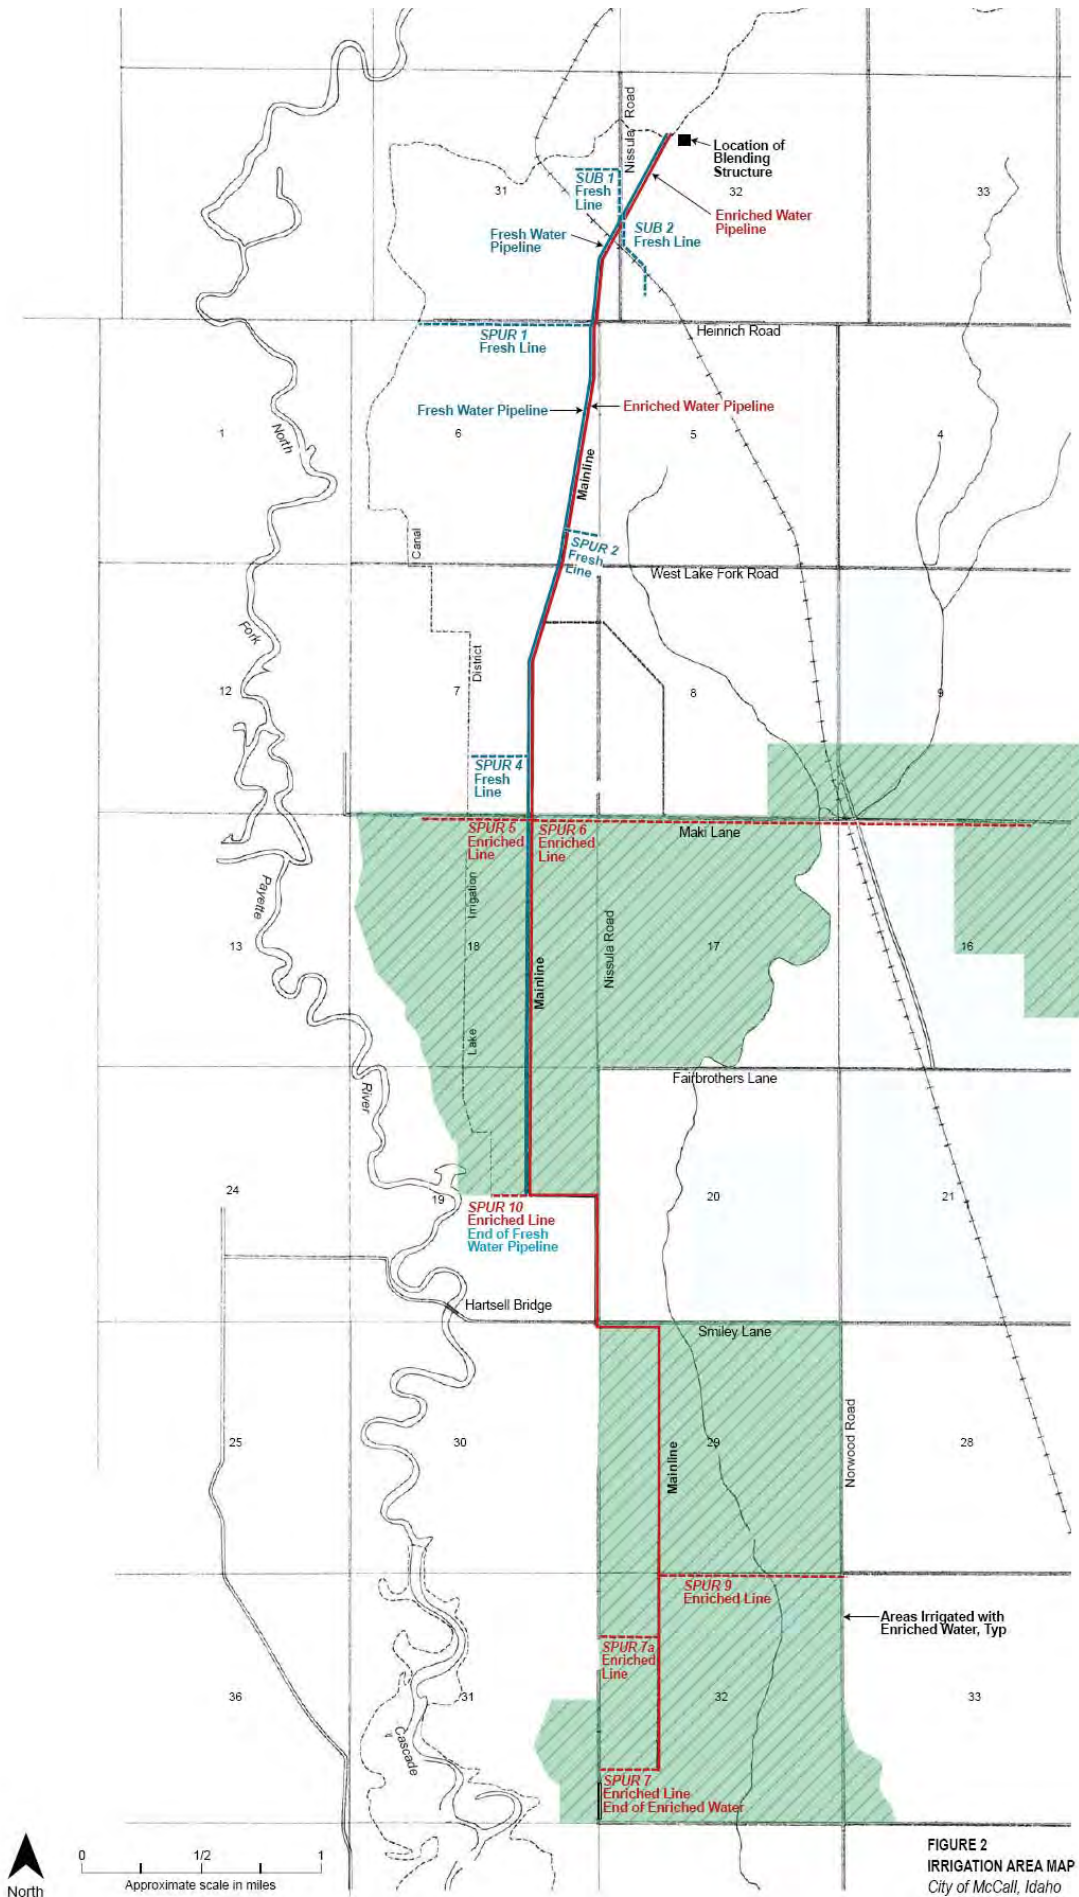 Nissula Road
Location of
Blending
Structure
31
SUB 1
Fresh
Line
32
33
Enriched Water
Pipeline
Fresh Water
Pipeline
SUB 2
Fresh Line
SPUR 1
Fresh Line
Heinrich Road
Fresh Water Pipeline
Enriched Water Pipeline
1
North
6
5
4
Mainline
Canal
SPUR 2
Fresh
Line
West Lake Fork Road
Fork
12
7
District
8
9
SPUR 4
Fresh
Line
SPUR 5
Enriched
Line
SPUR 6
Enriched
Line
Maki Lane
Irrigation
Payette
13
18
Mainline
Nissula Road
17
16
Lake
River
Fairbrothers Lane
24
19
20
21
SPUR 10
Enriched Line
End of Fresh
Water Pipeline
Hartsell Bridge
Smiley Lane
25
30
Mainline
29
Norwood Road
28
SPUR 9
Enriched Line
Areas Irrigated with
Enriched Water, Typ
SPUR 7a
Enriched
Line
36
31
32
33
Cascade
SPUR 7
Enriched Line
End of Enriched Water
North
0
1/2
1
Approximate scale in miles
FIGURE 2
IRRIGATION AREA MAP
City of McCall, Idaho